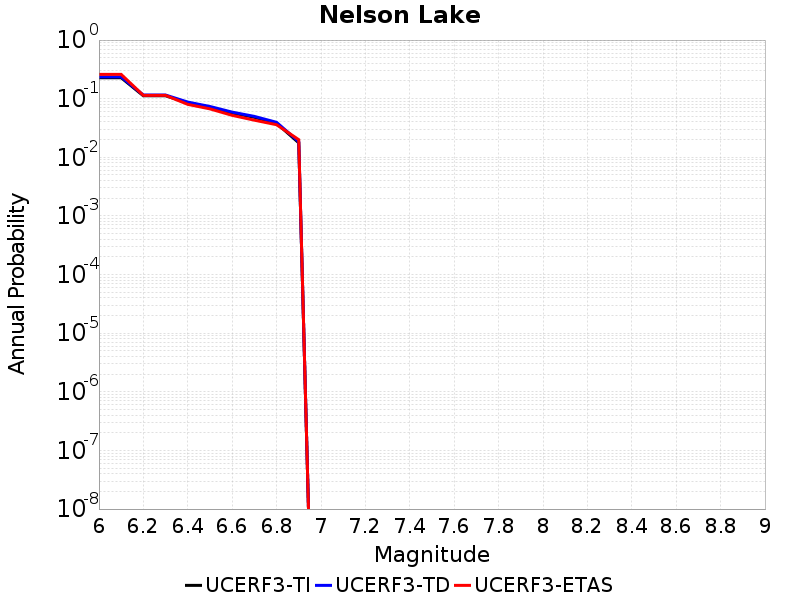 Nelson Lake
10^0
10^-1
10^-2
10^-3
10^-4
10^-5
10^-6
10^-7
10^-8
Annual Probability
6 6.2 6.4 6.6 6.8 7 7.2 7.4 7.6 7.8 8 8.2 8.4 8.6 8.8 9
Magnitude
UCERF3-TI UCERF3-TD UCERF3-ETAS